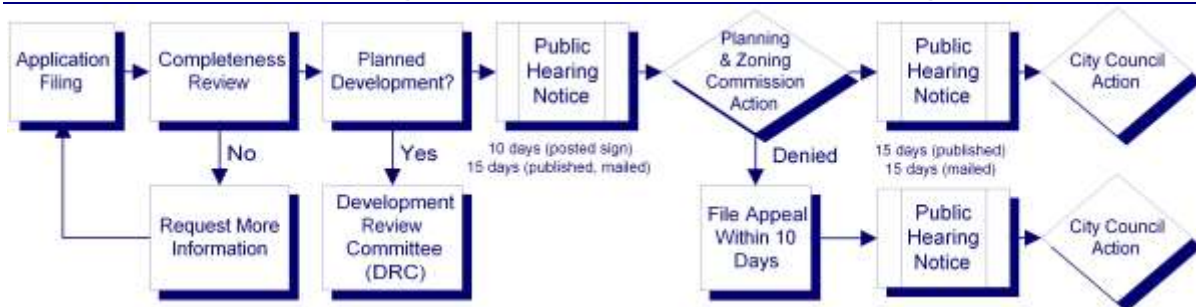 Application
Filing
Completeness
Review
Planned
Development?
Public
Hearing
Notice
Planning
& Zoning
Commission
Action
Public
Hearing
Notice
City Council
Action
No
Yes
10 days (posted sign)
15 days (published, mailed)
Denied
15 days (published)
15 days (mailed)
Request More
Information
Development
Review
Committee
(DRC)
File Appeal
Within 10
Days
Public
Hearing
Notice
City Council
Action